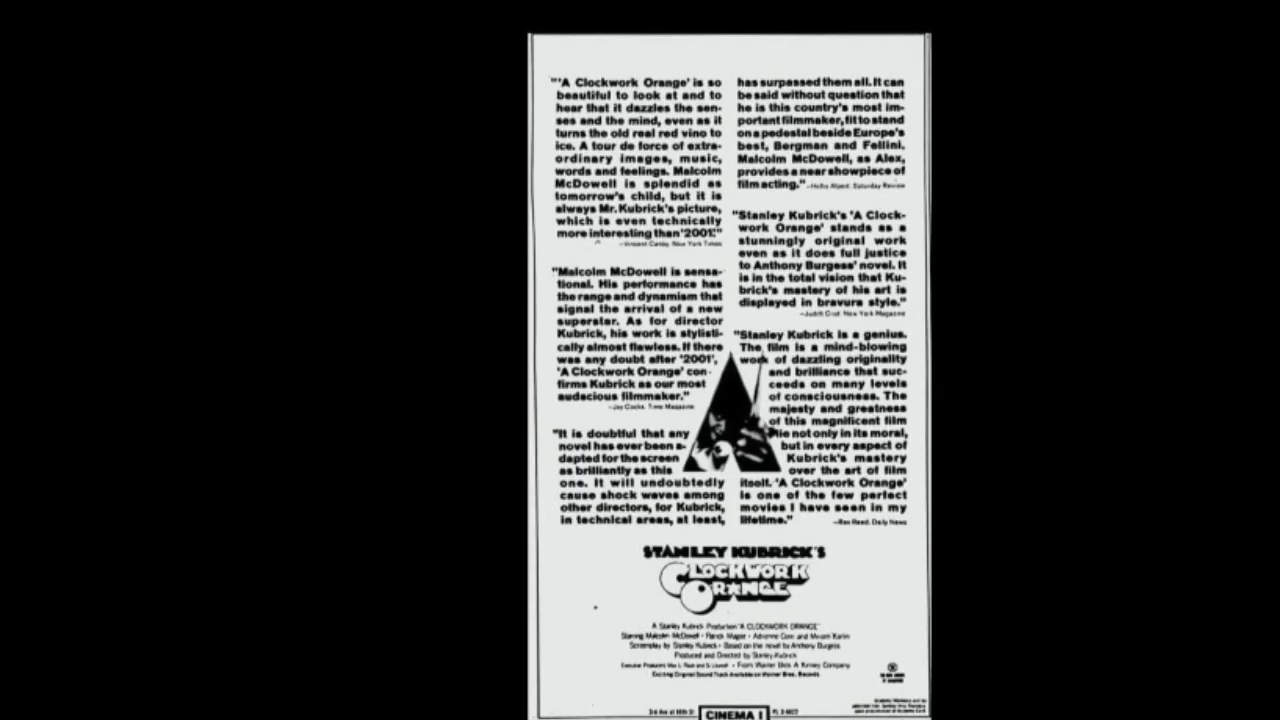 "'A Clockwork Orange' is so
beautiful to look at and to
hear that it dazzles the sen-
ses and the mind, even as it
turns the old real red vino to
ice. A tour de force of extra-
ordinary images, music,
words and feelings. Malcolm
McDowell is splendid as
tomorrow's child, but it is
always Mr. Kubrick's picture,
which is even technically
more interesting than '2001'."
—Vincent Canby, New York Times
"Malcolm McDowell is sensa-
tional. His performance has
the range and dynamism that
signal the arrival of a new
superstar. As for director
Kubrick, his work is stylisti-
cally almost flawless. If there
was any doubt after '2001',
'A Clockwork Orange' con-
firms Kubrick as our most
audacious filmmaker."
—Jay Cocks, Time Magazine
"It is doubtful that any
novel has ever been a-
dapted for the screen
as brilliantly as this
one. It will undoubtedly
cause shock waves among
other directors, for Kubrick,
in technical areas, at least,
has surpassed them all. It can
be said without question that
he is this country's most im-
portant filmmaker, fit to stand
on a pedestal beside Europe's
best, Bergman and Fellini.
Malcolm McDowell, as Alex,
provides a near showpiece of
film acting." —Hollis Alpert, Saturday Review
"Stanley Kubrick's 'A Clock-
work Orange' stands as a
stunningly original work
even as it does full justice
to Anthony Burgess' novel. It
is in the total vision that Ku-
brick's mastery of his art is
displayed in bravura style."
—Judith Crist, New York Magazine
"Stanley Kubrick is a genius.
The film is a mind-blowing
work of dazzling originality
and brilliance that suc-
ceeds on many levels
of consciousness. The
majesty and greatness
of this magnificent film
lie not only in its moral,
but in every aspect of
Kubrick's mastery
over the art of film
itself. 'A Clockwork Orange'
is one of the few perfect
movies I have seen in my
lifetime." —Rex Reed, Daily News
STANLEY KUBRICK'S
CLOCKWORK
ORANGE
A Stanley Kubrick Production "A CLOCKWORK ORANGE"
Starring Malcolm McDowell • Patrick Magee • Adrienne Corri and Miriam Karlin
Screenplay by Stanley Kubrick • Based on the novel by Anthony Burgess
Produced and Directed by Stanley Kubrick
Executive Producers Max L. Raab and Si Litvinoff • From Warner Bros. A Kinney Company
Exciting Original Sound Track Available on Warner Bros. Records
3rd Ave at 60th St. CINEMA I PL 3-6022